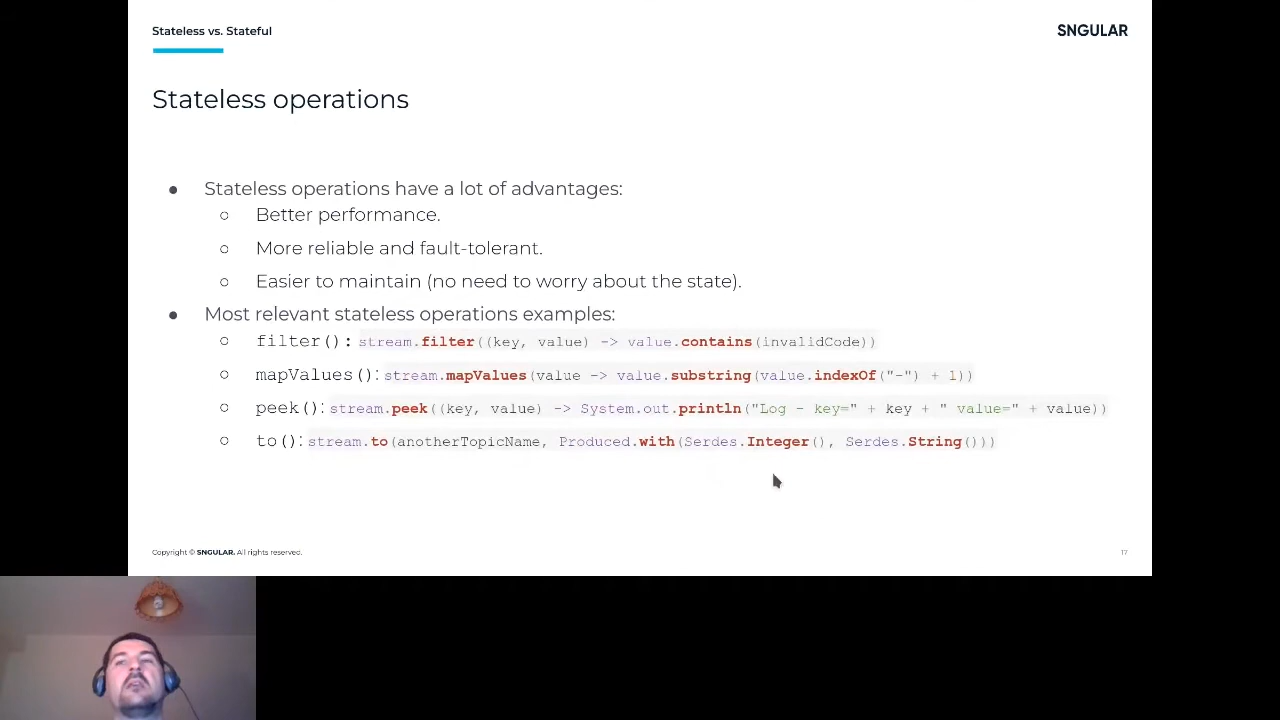 Stateless vs. Stateful
SNGULAR
Stateless operations
● Stateless operations have a lot of advantages:
○ Better performance.
○ More reliable and fault-tolerant.
○ Easier to maintain (no need to worry about the state).
● Most relevant stateless operations examples:
○ filter(): stream.filter((key, value) -> value.contains(invalidCode))
○ mapValues(): stream.mapValues(value -> value.substring(value.indexOf("-") + 1))
○ peek(): stream.peek((key, value) -> System.out.println("Log - key=" + key + " value=" + value))
○ to(): stream.to(anotherTopicName, Produced.with(Serdes.Integer(), Serdes.String()))
Copyright © SNGULAR. All rights reserved.
17